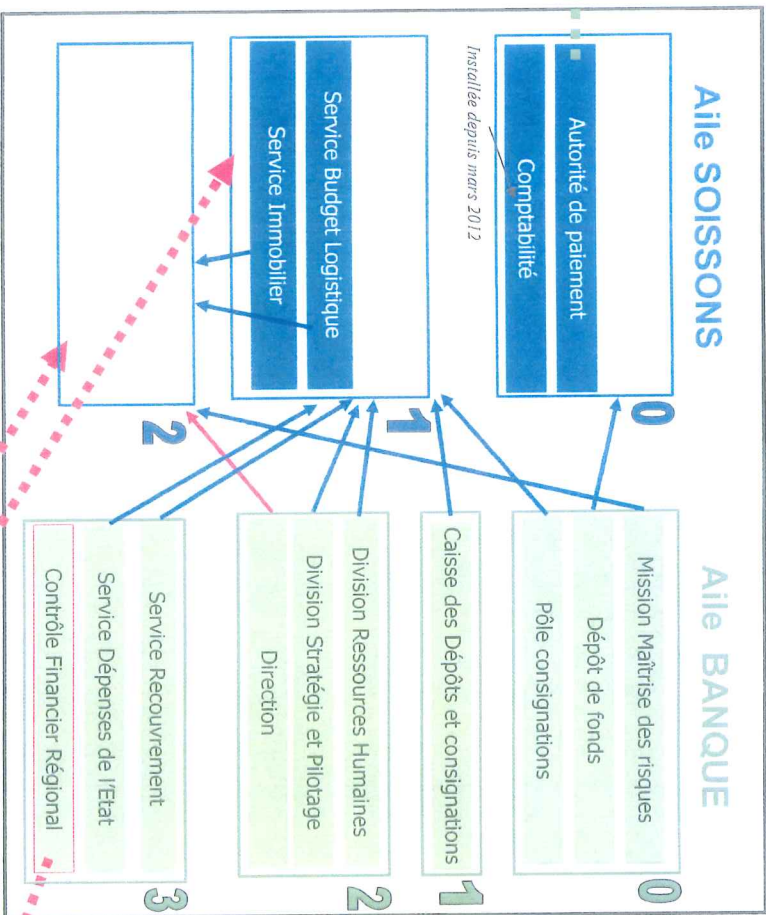 Aile SOISSONS
Autorité de paiement
Comptabilité
Installée depuis mars 2012
0
Service Budget Logistique
Service Immobilier
1
2
Aile BANQUE
Mission Maîtrise des risques
Dépôt de fonds
Pôle consignations
0
Caisse des Dépôts et consignations
1
Division Ressources Humaines
Division Stratégie et Pilotage
Direction
2
Service Recouvrement
Service Dépenses de l'Etat
Contrôle Financier Régional
3